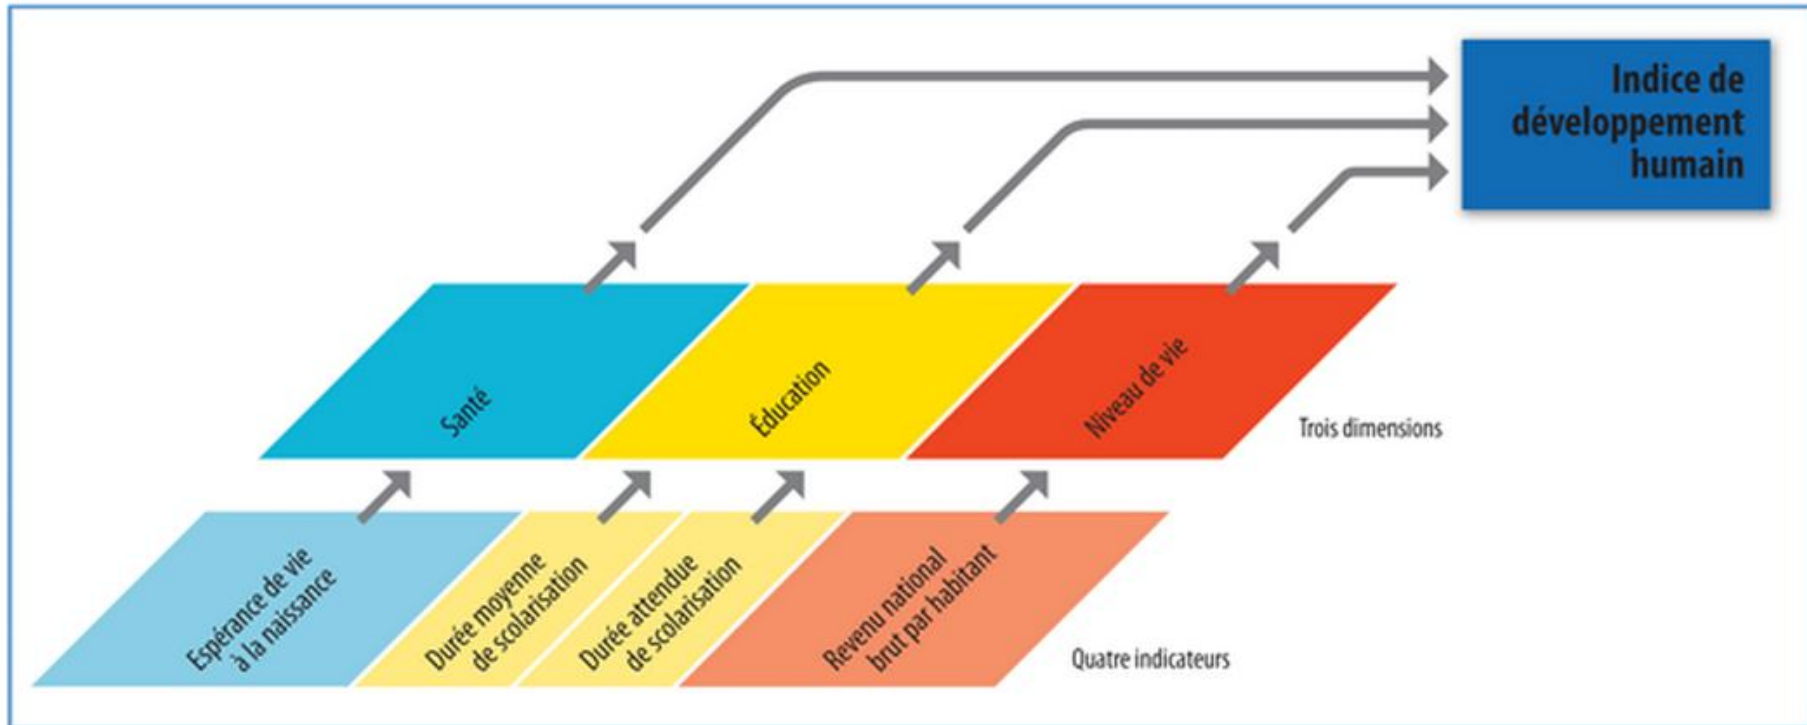 Indice de
développement
humain
Santé
Éducation
Niveau de vie
Trois dimensions
Espérance de vie
à la naissance
Durée moyenne
de scolarisation
Durée attendue
de scolarisation
Revenu national
brut par habitant
Quatre indicateurs